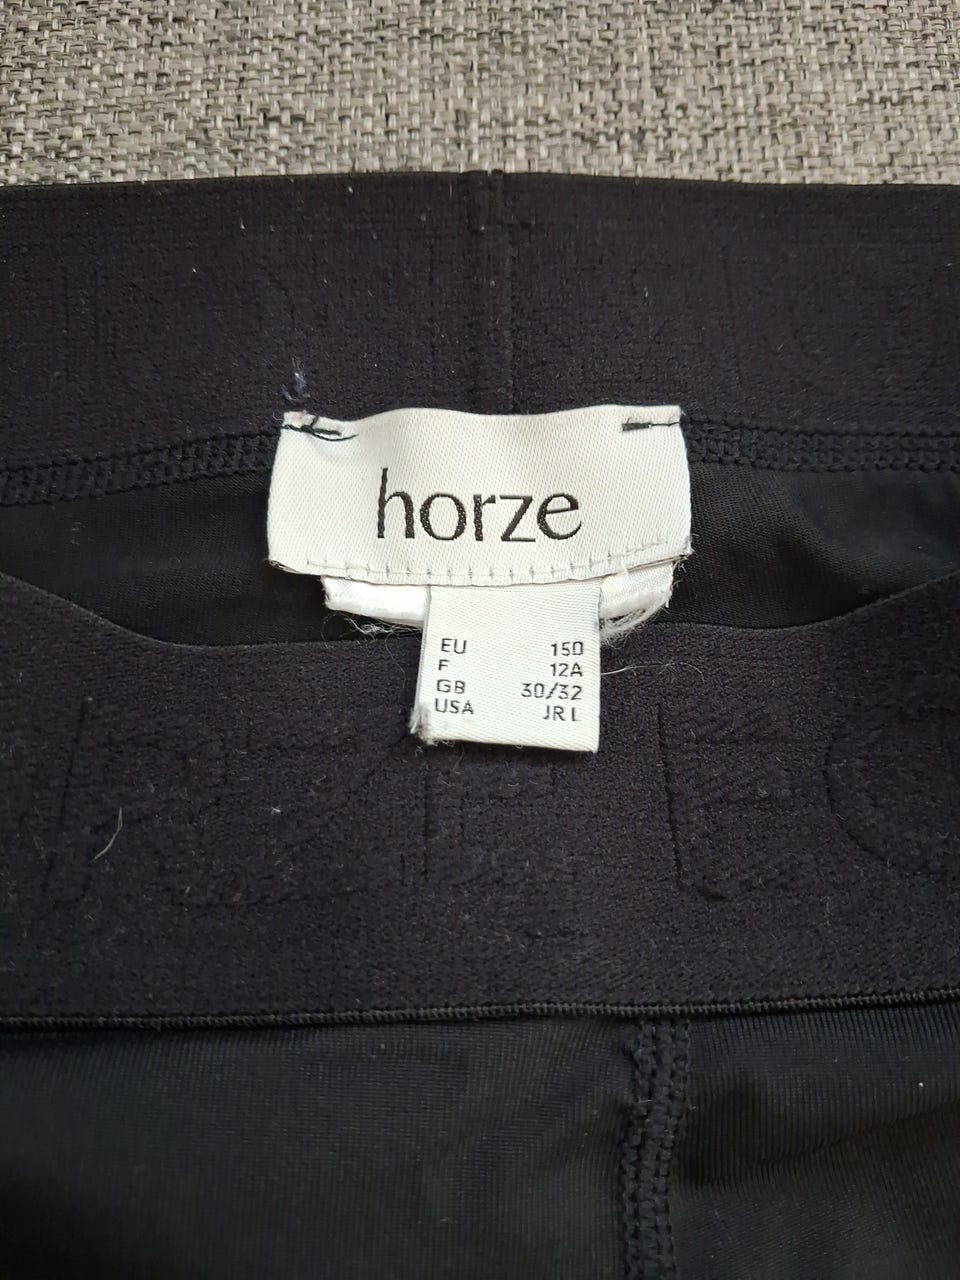 horze
EU 150
F 12A
GB 30/32
USA JR L